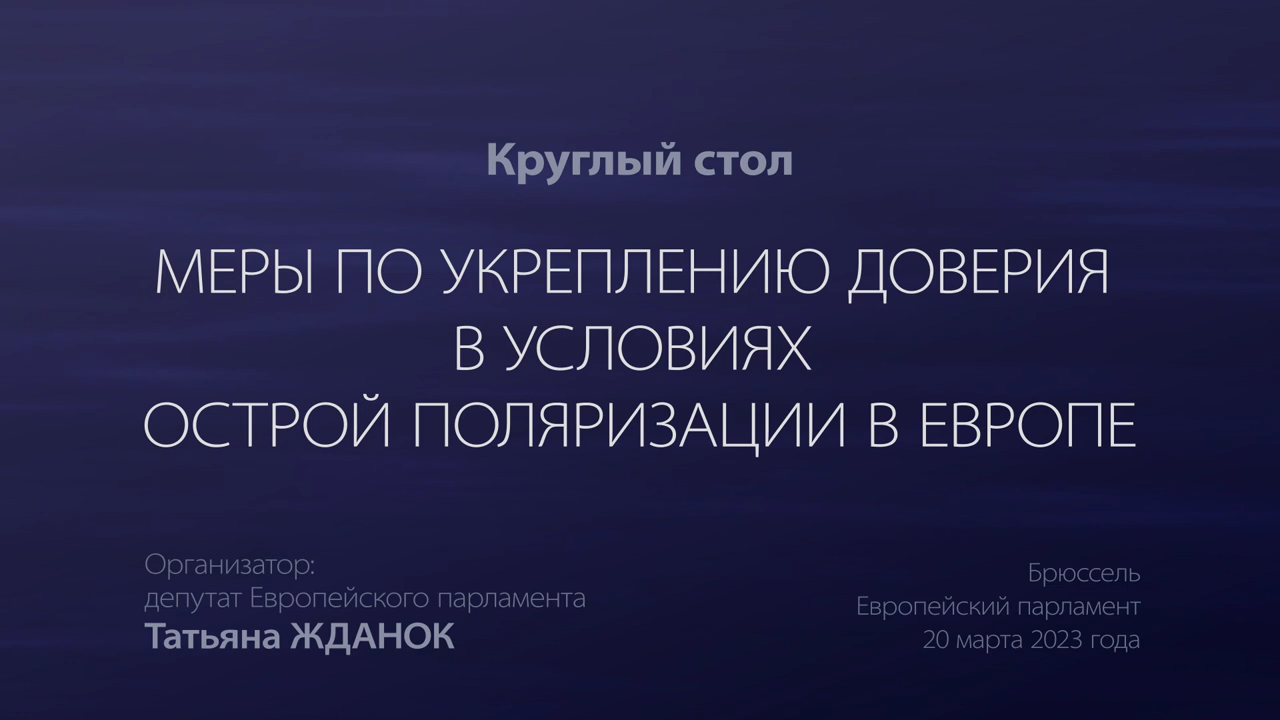 Круглый стол
МЕРЫ ПО УКРЕПЛЕНИЮ ДОВЕРИЯ
В УСЛОВИЯХ
ОСТРОЙ ПОЛЯРИЗАЦИИ В ЕВРОПЕ
Организатор:
депутат Европейского парламента
Татьяна ЖДАНОК
Брюссель
Европейский парламент
20 марта 2023 года